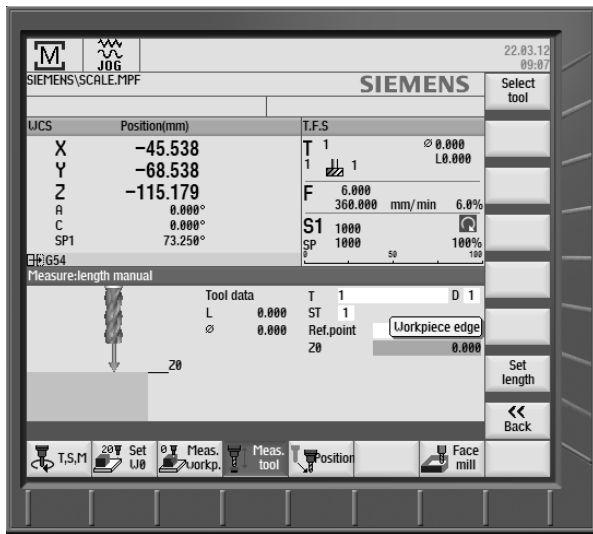 M
JOG
22.03.12
09:07
SIEMENS\SCALE.MPF
SIEMENS
Select
tool
WCS Position(mm)
X -45.538
Y -68.538
Z -115.179
A 0.000°
C 0.000°
SP1 73.250°
G54
T.F.S
T 1 ⌀ 0.000
1 1 L0.000
F 6.000
360.000 mm/min 6.0%
S1 1000
SP 1000 100%
0 50 100
Measure:length manual
Tool data
L 0.000
⌀ 0.000
T 1 D 1
ST 1
Ref.point Workpiece edge
Z0 0.000
Z0
Set
length
<<
Back
T,S,M
Set
W0
Meas.
workp.
Meas.
tool
Position
Face
mill